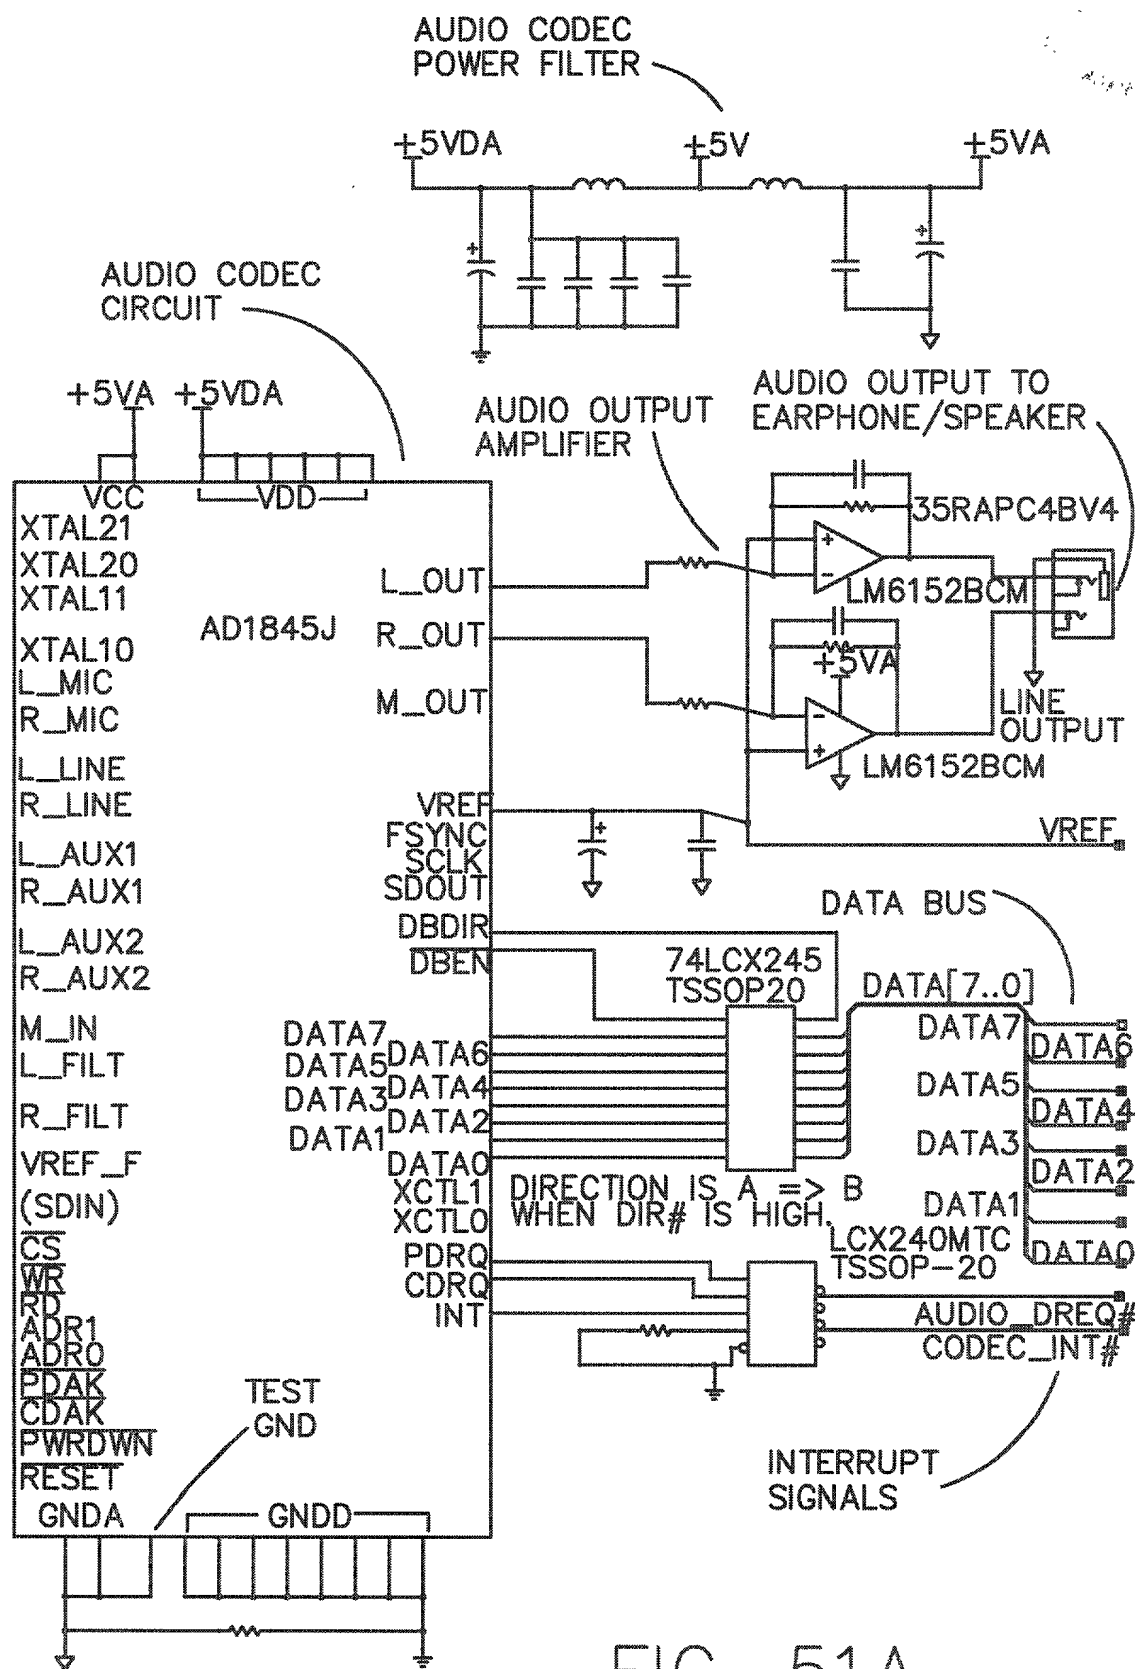 AUDIO CODEC
POWER FILTER
+5VDA
+5V
+5VA
AUDIO CODEC
CIRCUIT
+5VA
+5VDA
AUDIO OUTPUT
AMPLIFIER
AUDIO OUTPUT TO
EARPHONE/SPEAKER
VCC
VDD
XTAL21
XTAL20
XTAL11
XTAL10
L_MIC
R_MIC
L_LINE
R_LINE
L_AUX1
R_AUX1
L_AUX2
R_AUX2
M_IN
L_FILT
R_FILT
VREF_F
(SDIN)
CS
WR
RD
ADR1
ADR0
PDAK
CDAK
PWRDWN
RESET
GNDA
GNDD
TEST
GND
AD1845J
L_OUT
R_OUT
M_OUT
VREF
FSYNC
SCLK
SDOUT
DBDIR
DBEN
DATA7
DATA6
DATA5
DATA4
DATA3
DATA2
DATA1
DATA0
XCTL1
XCTL0
PDRQ
CDRQ
INT
+
-
35RAPC4BV4
LM6152BCM
+5VA
-
+
LM6152BCM
LINE
OUTPUT
VREF
DATA BUS
74LCX245
TSSOP20
DATA[7..0]
DATA7
DATA6
DATA5
DATA4
DATA3
DATA2
DATA1
DATA0
DIRECTION IS A => B
WHEN DIR# IS HIGH.
LCX240MTC
TSSOP-20
AUDIO_DREQ#
CODEC_INT#
INTERRUPT
SIGNALS
FIG. 51A